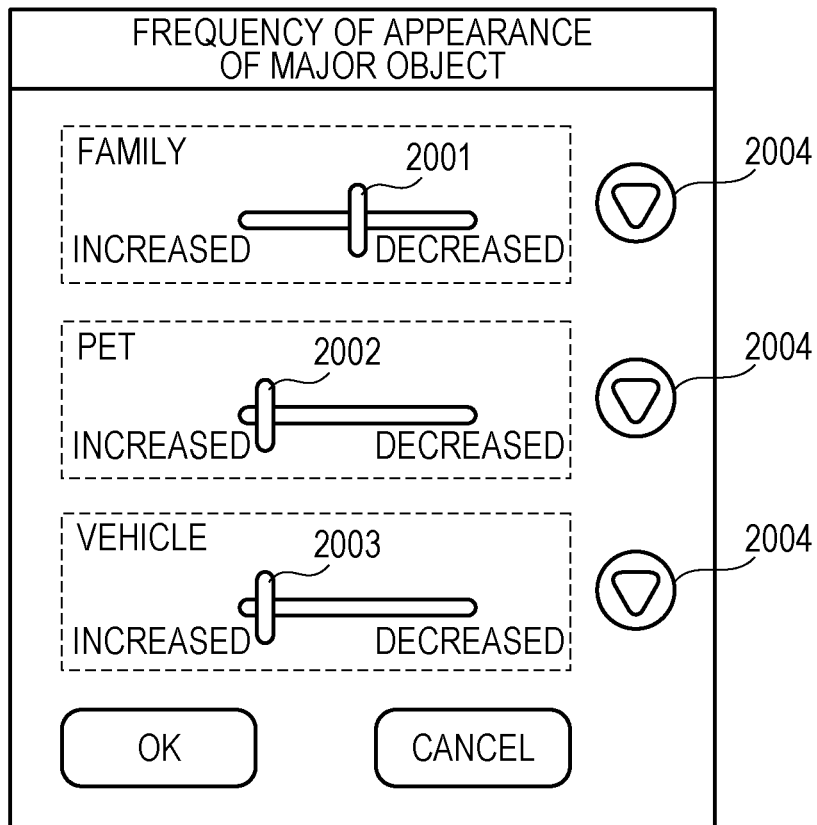 FREQUENCY OF APPEARANCE
OF MAJOR OBJECT
FAMILY
2001
2004
INCREASED
DECREASED
PET
2002
2004
INCREASED
DECREASED
VEHICLE
2003
2004
INCREASED
DECREASED
OK
CANCEL